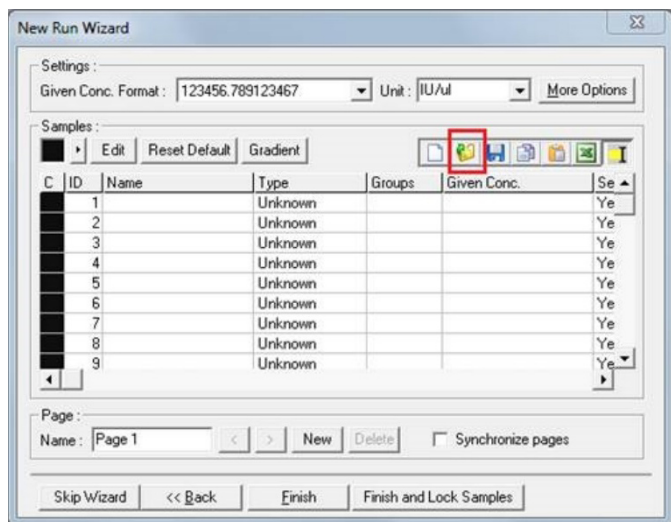 New Run Wizard
Settings :
Given Conc. Format : 123456.789123467 Unit : IU/ul More Options
Samples :
Edit Reset Default Gradient
C ID Name Type Groups Given Conc. Se
1 Unknown Ye
2 Unknown Ye
3 Unknown Ye
4 Unknown Ye
5 Unknown Ye
6 Unknown Ye
7 Unknown Ye
8 Unknown Ye
9 Unknown Ye
Page :
Name : Page 1 < > New Delete Synchronize pages
Skip Wizard << Back Finish Finish and Lock Samples